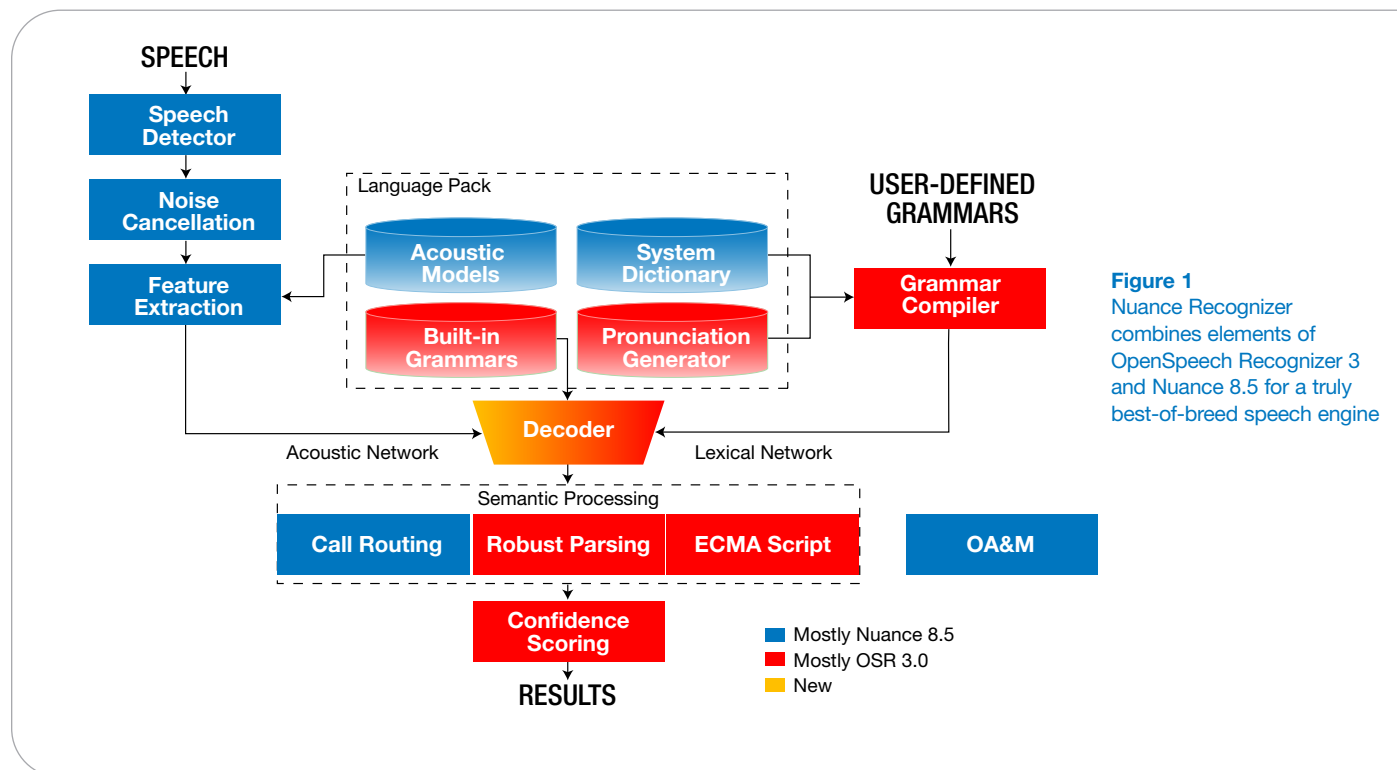 SPEECH
Speech
Detector
Noise
Cancellation
Feature
Extraction
Language Pack
Acoustic
Models
System
Dictionary
Built-in
Grammars
Pronunciation
Generator
USER-DEFINED
GRAMMARS
Grammar
Compiler
Figure 1
Nuance Recognizer
combines elements of
OpenSpeech Recognizer 3
and Nuance 8.5 for a truly
best-of-breed speech engine
Decoder
Acoustic Network
Lexical Network
Semantic Processing
Call Routing
Robust Parsing
ECMA Script
OA&M
Confidence
Scoring
Mostly Nuance 8.5
Mostly OSR 3.0
New
RESULTS